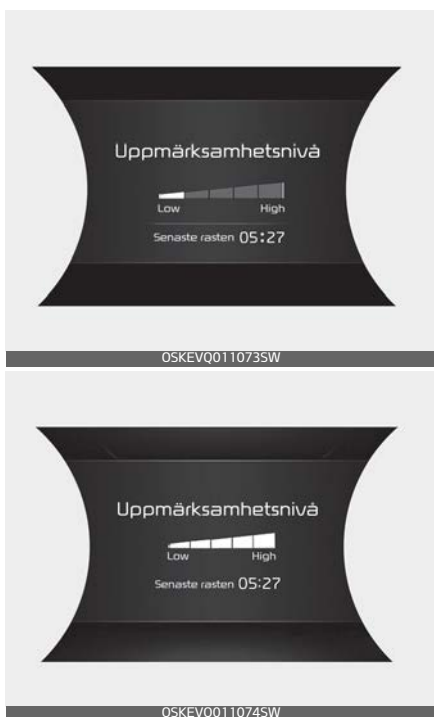 Uppmärksamhetsnivå
Low High
Senaste rasten 05:27
OSKEVQ011073SW
Uppmärksamhetsnivå
Low High
Senaste rasten 05:27
OSKEVQ011074SW